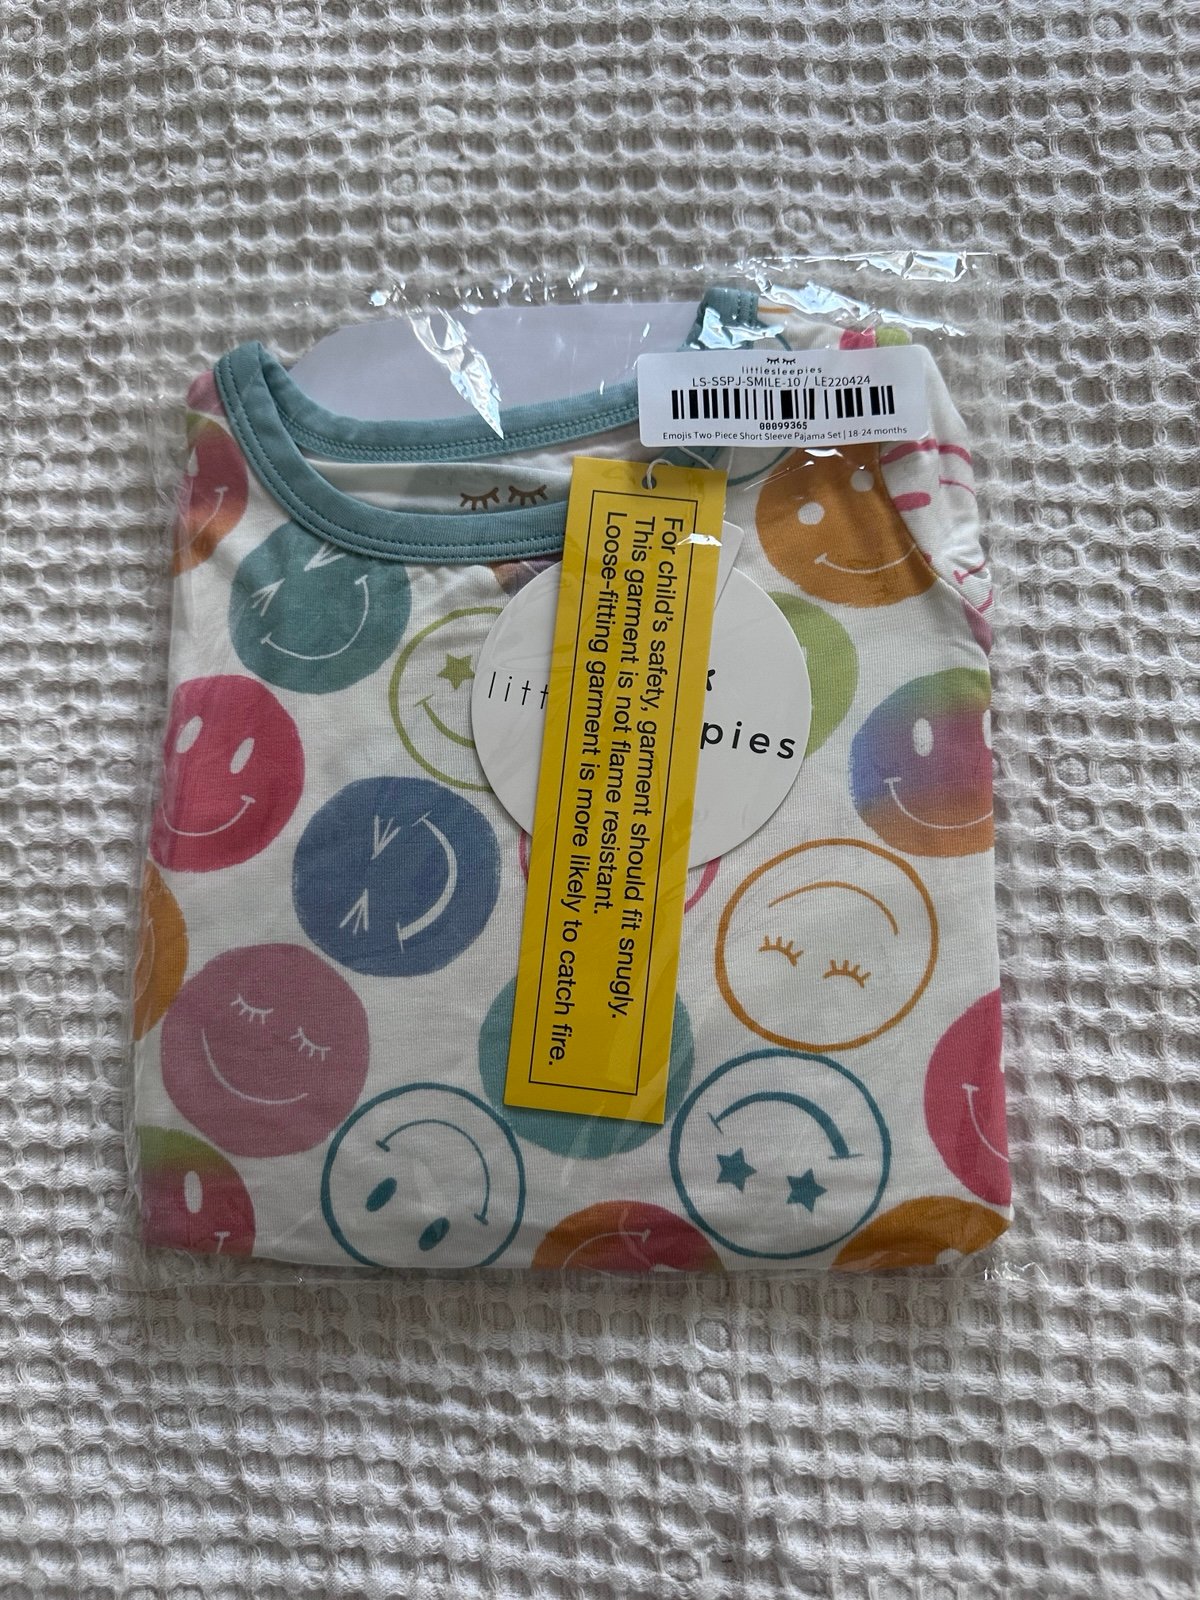 littlesleepies
LS-SSPJ-SMILE-10 / LE220424
00099365
Emojis Two-Piece Short Sleeve Pajama Set | 18-24 months
For child's safety, garment should fit snugly.
This garment is not flame resistant.
Loose-fitting garment is more likely to catch fire.
litt
pies